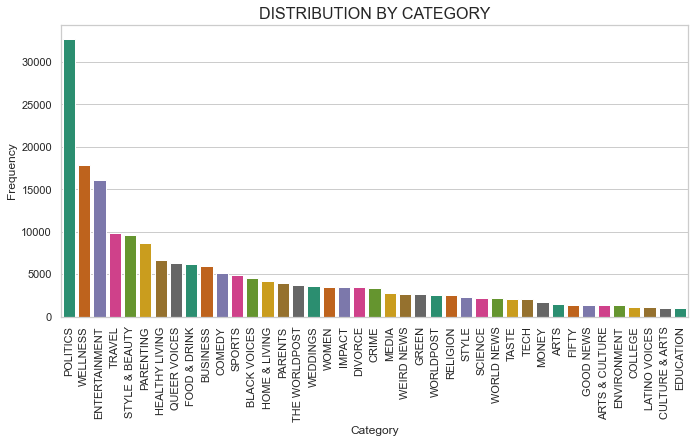 DISTRIBUTION BY CATEGORY
Frequency
30000
25000
20000
15000
10000
5000
0
POLITICS
WELLNESS
ENTERTAINMENT
TRAVEL
STYLE & BEAUTY
PARENTING
HEALTHY LIVING
QUEER VOICES
FOOD & DRINK
BUSINESS
COMEDY
SPORTS
BLACK VOICES
HOME & LIVING
PARENTS
THE WORLDPOST
WEDDINGS
WOMEN
IMPACT
DIVORCE
CRIME
MEDIA
WEIRD NEWS
GREEN
WORLDPOST
RELIGION
STYLE
SCIENCE
WORLD NEWS
TASTE
TECH
MONEY
ARTS
FIFTY
GOOD NEWS
ARTS & CULTURE
ENVIRONMENT
COLLEGE
LATINO VOICES
CULTURE & ARTS
EDUCATION
Category